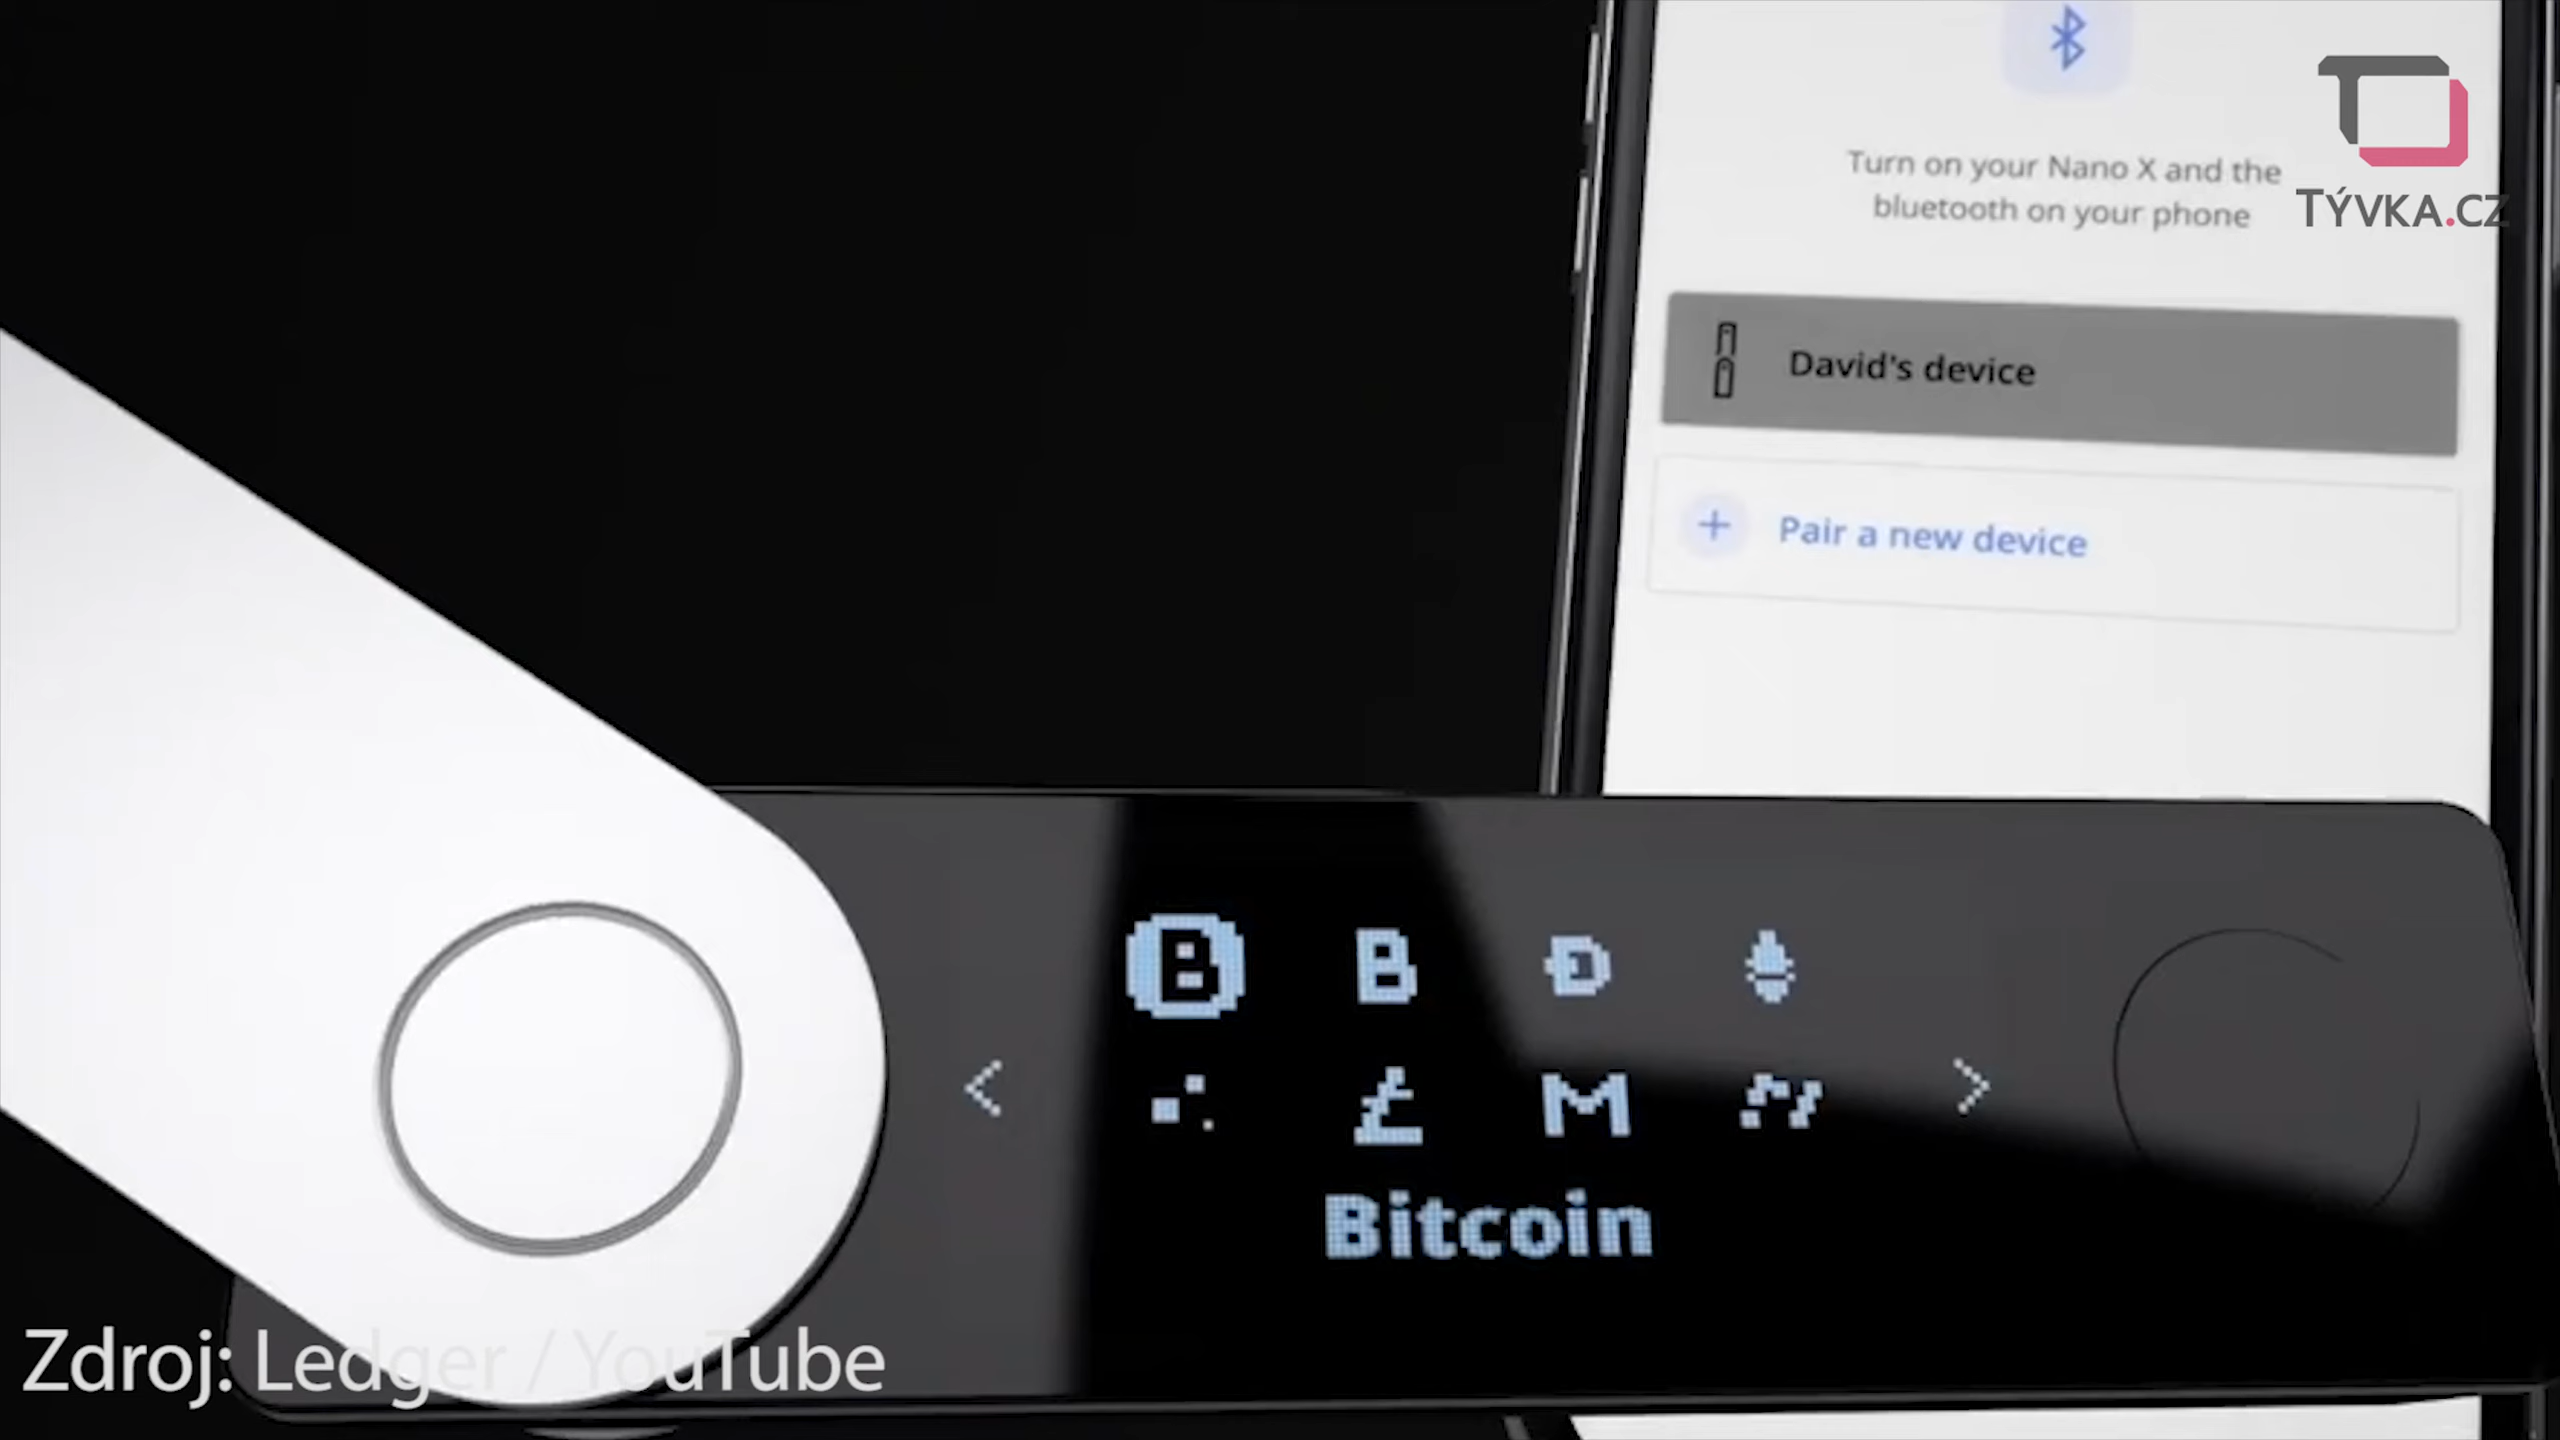 Turn on your Nano X and the
bluetooth on your phone
TÝVKA.CZ
David's device
Pair a new device
Bitcoin
Zdroj: Ledger / YouTube